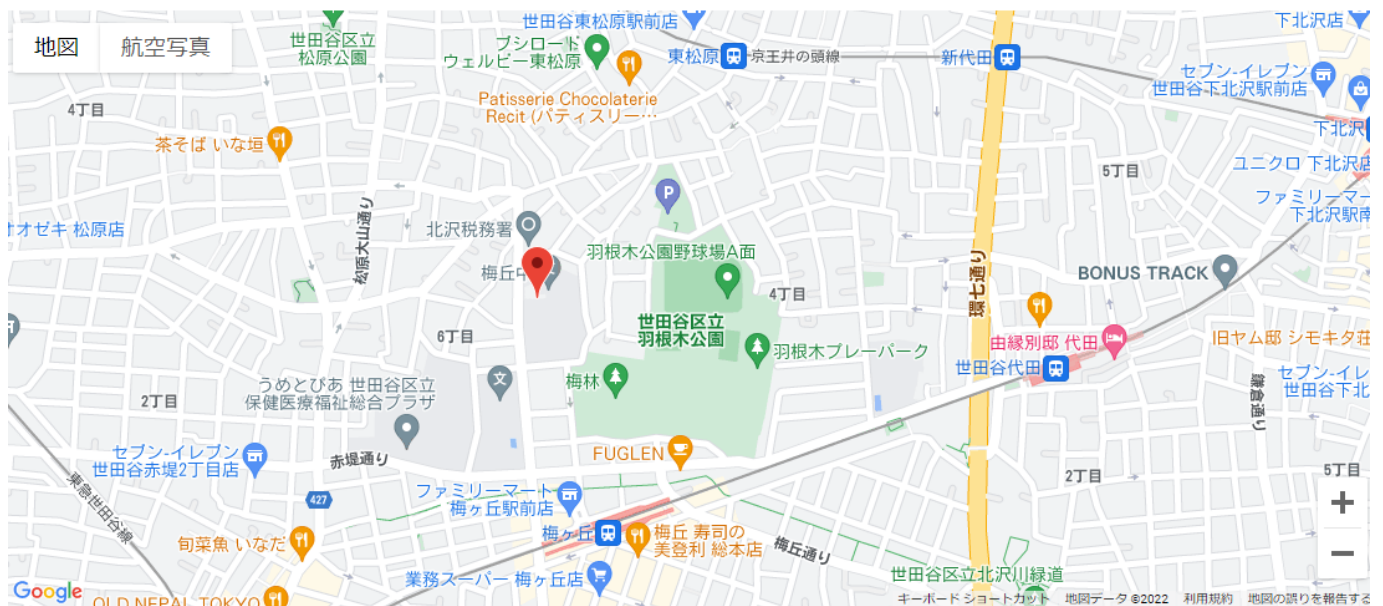 地図
航空写真
世田谷区立
松原公園
世田谷東松原駅前店
ブシロード
ウェルビー東松原
東松原
京王井の頭線
新代田
下北沢店
セブン-イレブン
世田谷下北沢駅前店
4丁目
Patisserie Chocolaterie
Recit (パティスリー…
茶そば いな垣
下北沢
5丁目
ユニクロ 下北沢店
ファミリーマー
下北沢駅南
P
オオゼキ 松原店
松原大山通り
北沢税務署
梅丘中
羽根木公園野球場A面
4丁目
環七通り
BONUS TRACK
世田谷区立
羽根木公園
6丁目
羽根木プレーパーク
由縁別邸 代田
旧ヤム邸 シモキタ荘
世田谷代田
梅林
文
うめとぴあ 世田谷区立
保健医療福祉総合プラザ
2丁目
セブン-イレ
世田谷下北
鎌倉通り
セブン-イレブン
世田谷赤堤2丁目店
赤堤通り
FUGLEN
2丁目
5丁目
東急世田谷線
427
ファミリーマート
梅ヶ丘駅前店
梅ヶ丘
梅丘 寿司の
美登利 総本店
梅丘通り
旬菜魚 いなだ
業務スーパー 梅ヶ丘店
世田谷区立北沢川緑道
+
−
Google
OLD NEPAL TOKYO
キーボード ショートカット
地図データ ©2022
利用規約
地図の誤りを報告する